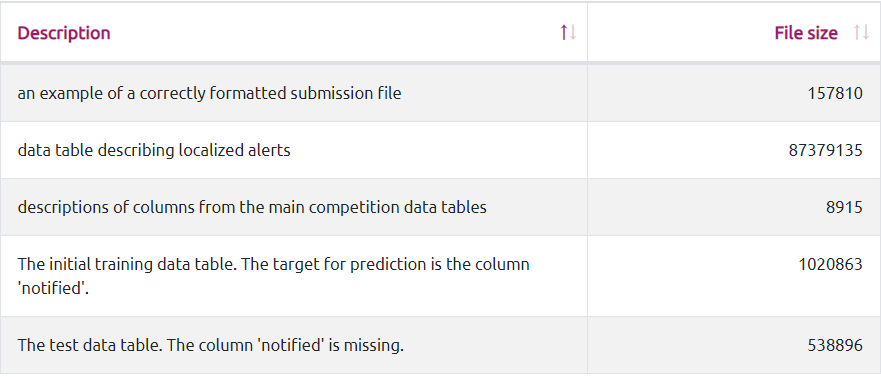 Description File size
an example of a correctly formatted submission file 157810
data table describing localized alerts 87379135
descriptions of columns from the main competition data tables 8915
The initial training data table. The target for prediction is the column 1020863
'notified'.
The test data table. The column 'notified' is missing. 538896